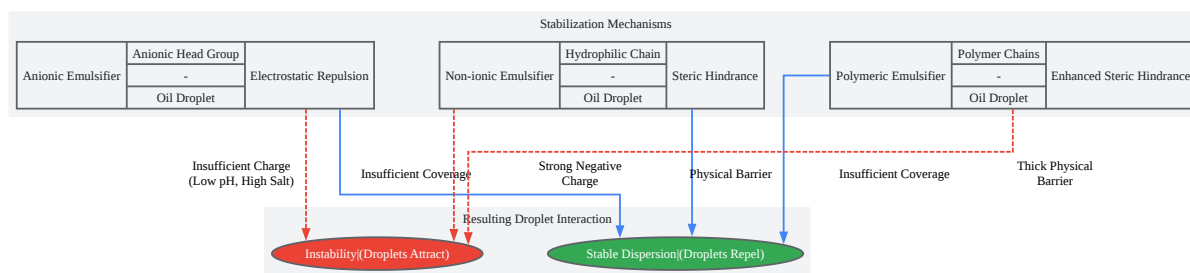 Stabilization Mechanisms
Anionic Emulsifier
Anionic Head Group
-
Oil Droplet
Electrostatic Repulsion
Non-ionic Emulsifier
Hydrophilic Chain
-
Oil Droplet
Steric Hindrance
Polymeric Emulsifier
Polymer Chains
-
Oil Droplet
Enhanced Steric Hindrance
Insufficient Charge
(Low pH, High Salt)
Insufficient Coverage
Strong Negative
Charge
Physical Barrier
Insufficient Coverage
Thick Physical
Barrier
Resulting Droplet Interaction
Instability|(Droplets Attract)
Stable Dispersion|(Droplets Repel)